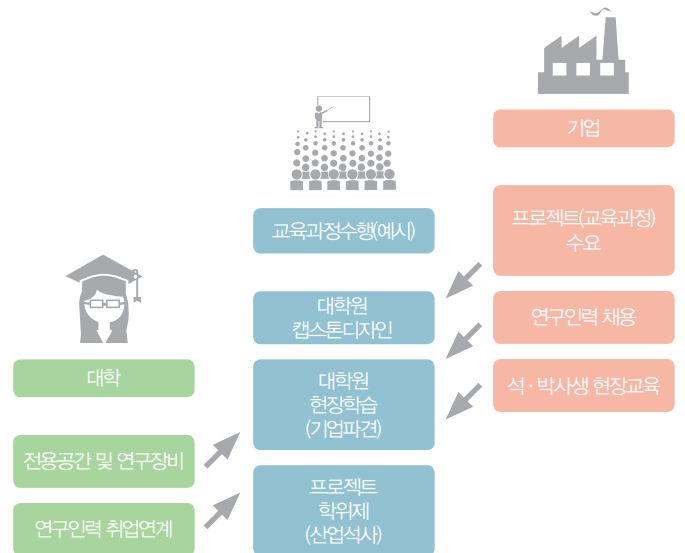 기업
프로젝트(교육과정)
수요
연구인력 채용
석·박사생 현장교육
교육과정수행(예시)
대학원
캡스톤디자인
대학원
현장학습
(기업파견)
프로젝트
학위제
(산업석사)
대학
전용공간 및 연구장비
연구인력 취업연계